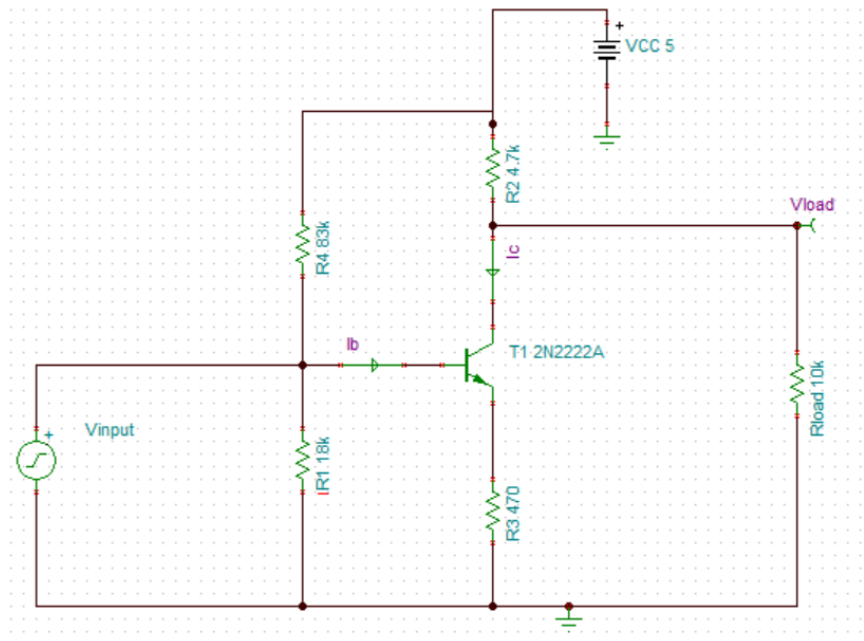 +
VCC 5
R2 4.7k
Vload
R4 83k
Ic
Ib
T1 2N2222A
+
Vinput
R1 18k
Rload 10k
R3 470